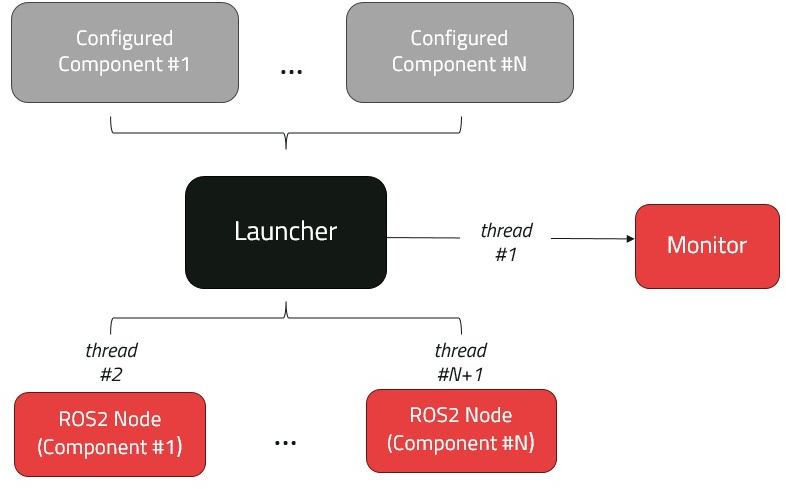 Configured
Component #1
...
Configured
Component #N
Launcher
thread
#1
Monitor
thread
#2
thread
#N+1
ROS2 Node
(Component #1)
...
ROS2 Node
(Component #N)